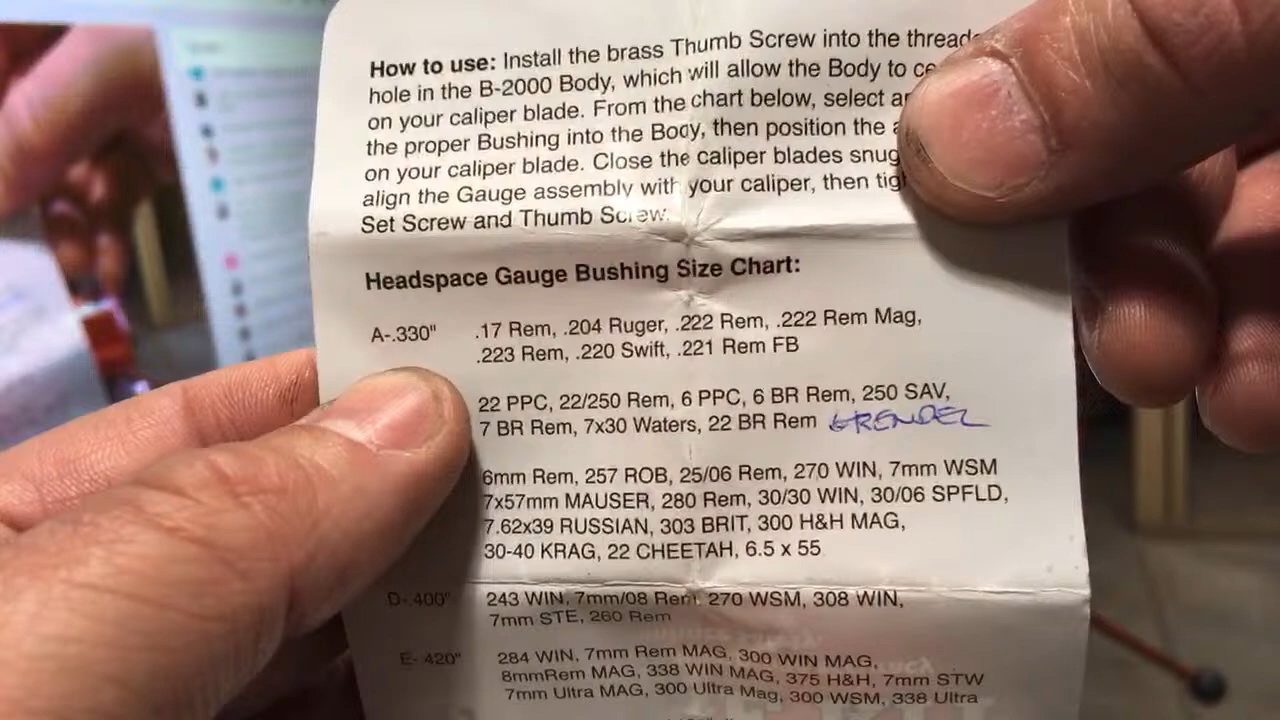 How to use: Install the brass Thumb Screw into the thread
hole in the B-2000 Body, which will allow the Body to ce
on your caliper blade. From the chart below, select a
the proper Bushing into the Body, then position the a
on your caliper blade. Close the caliper blades snug
align the Gauge assembly with your caliper, then tig
Set Screw and Thumb Screw.
Headspace Gauge Bushing Size Chart:
A-.330" .17 Rem, .204 Ruger, .222 Rem, .222 Rem Mag,
.223 Rem, .220 Swift, .221 Rem FB
22 PPC, 22/250 Rem, 6 PPC, 6 BR Rem, 250 SAV,
7 BR Rem, 7x30 Waters, 22 BR Rem GRENDEL
6mm Rem, 257 ROB, 25/06 Rem, 270 WIN, 7mm WSM
7x57mm MAUSER, 280 Rem, 30/30 WIN, 30/06 SPFLD,
7.62x39 RUSSIAN, 303 BRIT, 300 H&H MAG,
30-40 KRAG, 22 CHEETAH, 6.5 x 55
D-.400" 243 WIN, 7mm/08 Rem, 270 WSM, 308 WIN,
7mm STE, 260 Rem
E-.420" 284 WIN, 7mm Rem MAG, 300 WIN MAG,
8mmRem MAG, 338 WIN MAG, 375 H&H, 7mm STW
7mm Ultra MAG, 300 Ultra Mag, 300 WSM, 338 Ultra